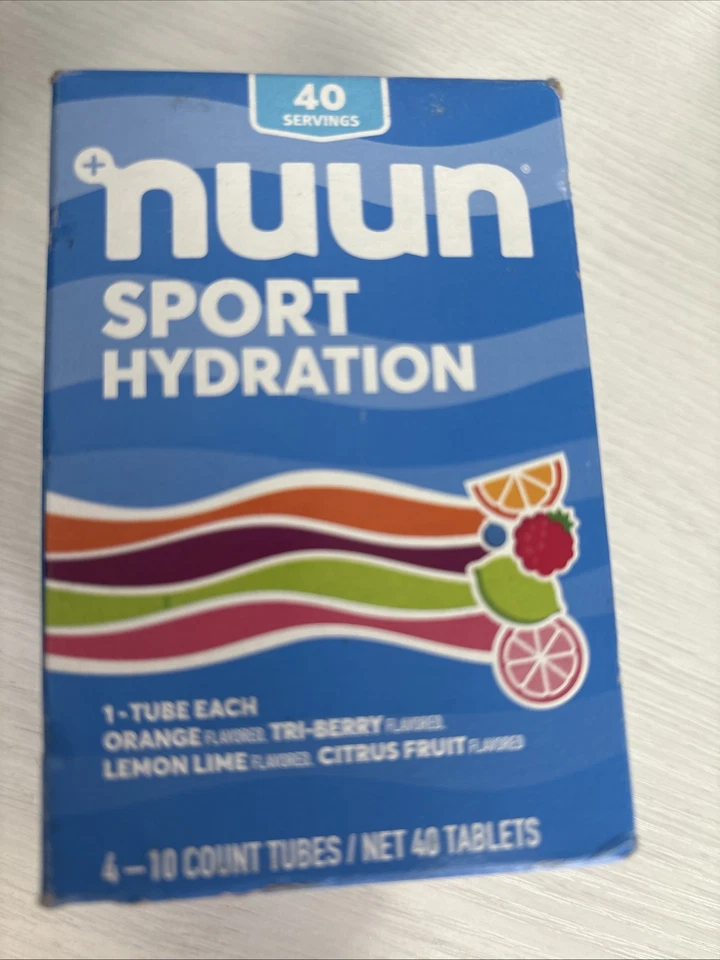 40
SERVINGS
+nuun®
SPORT
HYDRATION
1-TUBE EACH
ORANGE FLAVORED, TRI-BERRY FLAVORED,
LEMON LIME FLAVORED, CITRUS FRUIT FLAVORED
4-10 COUNT TUBES / NET 40 TABLETS